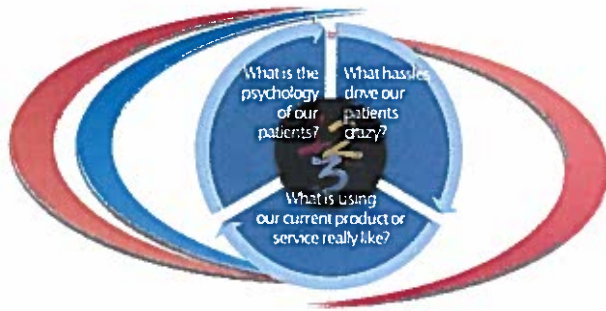 What is the
psychology
of our
patients?
What hassles
drive our
patients
crazy?
What is using
our current product or
service really like?